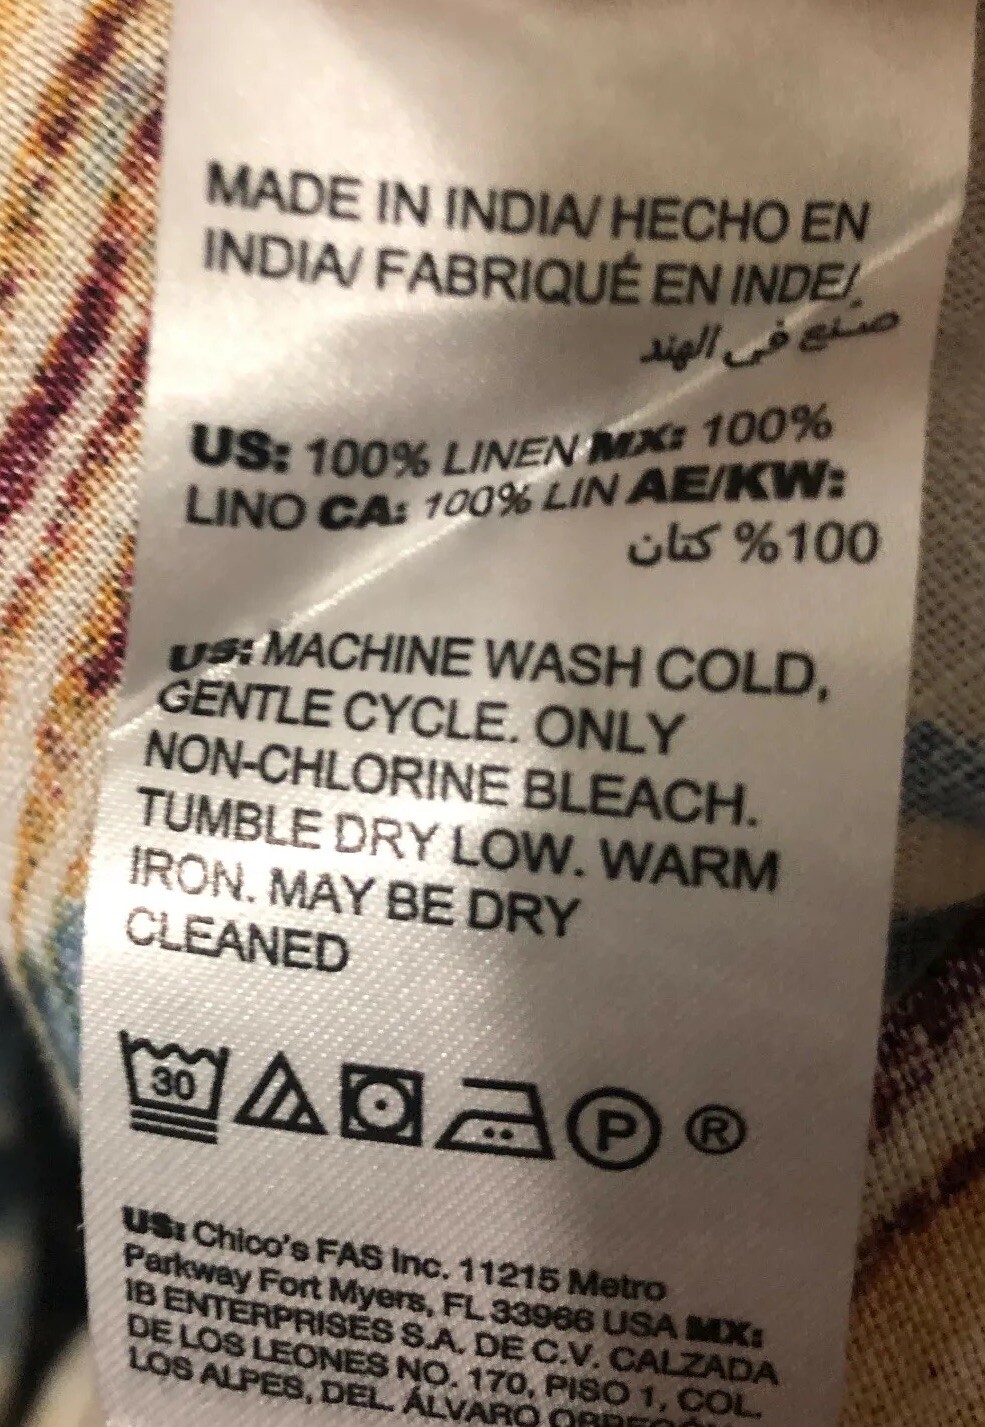 MADE IN INDIA/ HECHO EN
INDIA/ FABRIQUÉ EN INDE/
صنع في الهند
US: 100% LINEN MX: 100%
LINO CA: 100% LIN AE/KW:
100% كتان
US: MACHINE WASH COLD,
GENTLE CYCLE. ONLY
NON-CHLORINE BLEACH.
TUMBLE DRY LOW. WARM
IRON. MAY BE DRY
CLEANED
30 P ®
US: Chico's FAS Inc. 11215 Metro
Parkway Fort Myers, FL 33966 USA MX:
IB ENTERPRISES S.A. DE C.V. CALZADA
DE LOS LEONES NO. 170, PISO 1, COL.
LOS ALPES, DEL. ÁLVARO